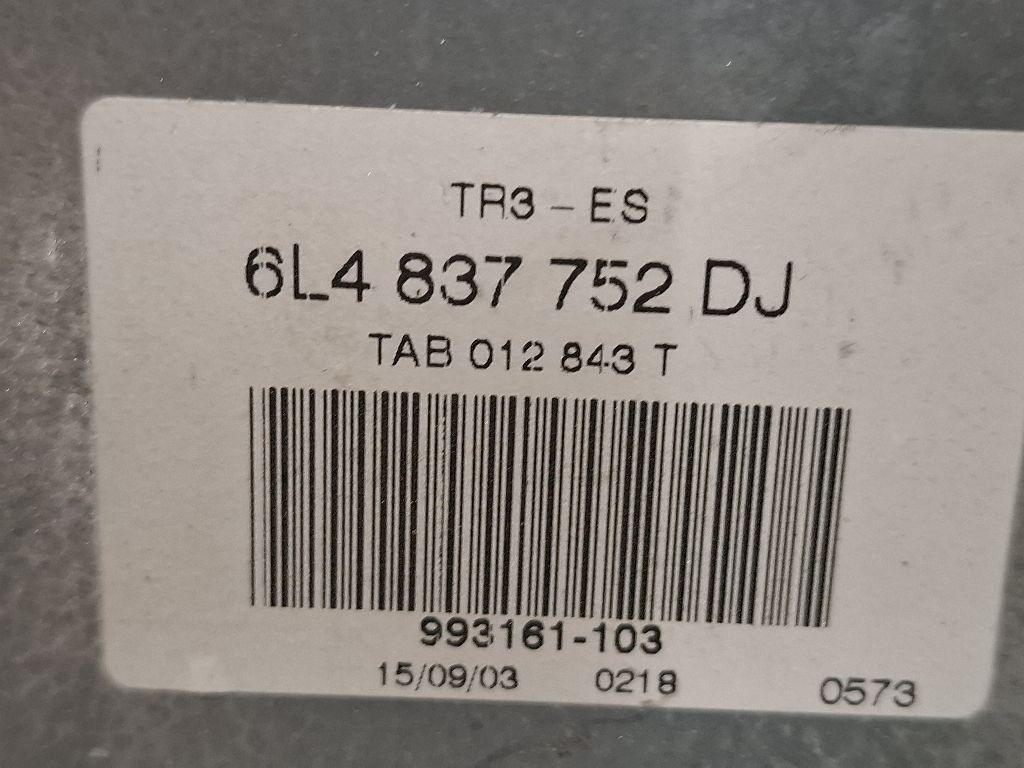 TR3 - ES
6L4 837 752 DJ
TAB 012 843 T
993161-103
15/09/03 0218 0573